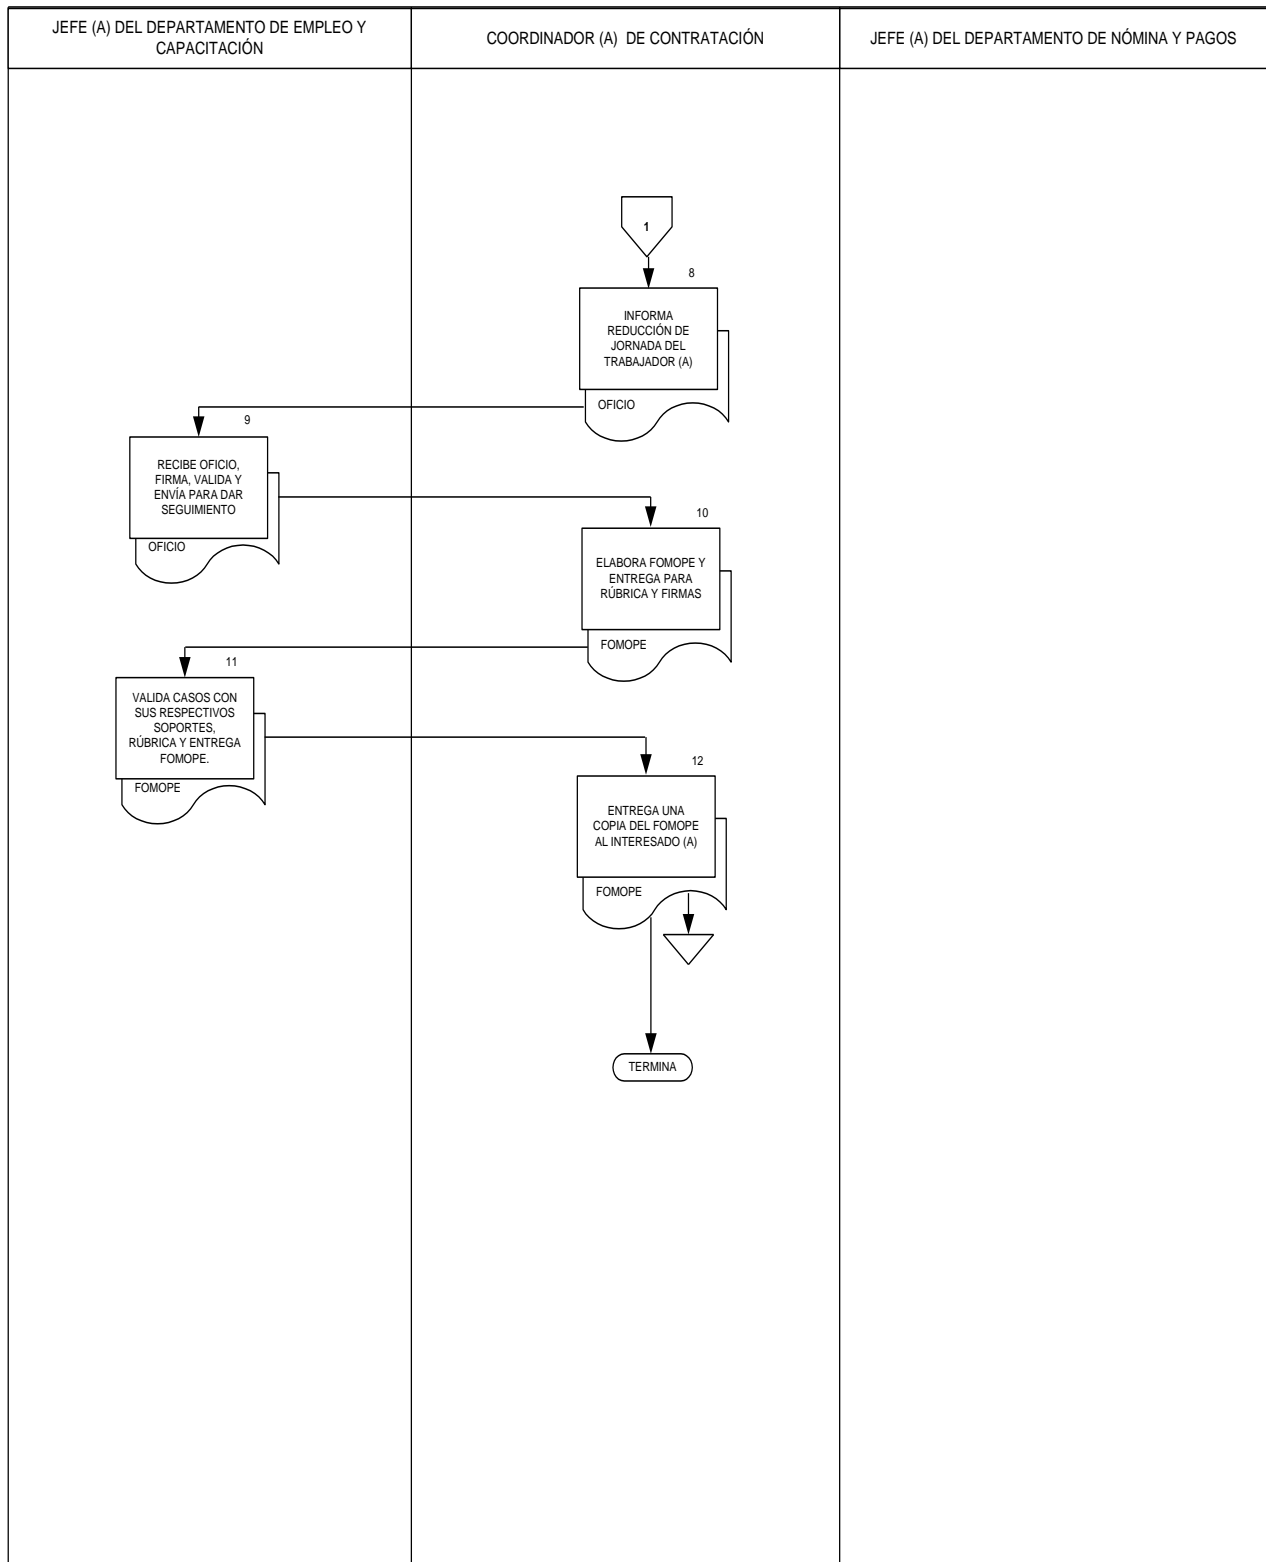 JEFE (A) DEL DEPARTAMENTO DE EMPLEO Y
CAPACITACIÓN
COORDINADOR (A) DE CONTRATACIÓN
JEFE (A) DEL DEPARTAMENTO DE NÓMINA Y PAGOS
1
8
INFORMA
REDUCCIÓN DE
JORNADA DEL
TRABAJADOR (A)
OFICIO
9
RECIBE OFICIO,
FIRMA, VALIDA Y
ENVÍA PARA DAR
SEGUIMIENTO
OFICIO
10
ELABORA FOMOPE Y
ENTREGA PARA
RÚBRICA Y FIRMAS
FOMOPE
11
VALIDA CASOS CON
SUS RESPECTIVOS
SOPORTES,
RÚBRICA Y ENTREGA
FOMOPE.
FOMOPE
12
ENTREGA UNA
COPIA DEL FOMOPE
AL INTERESADO (A)
FOMOPE
TERMINA